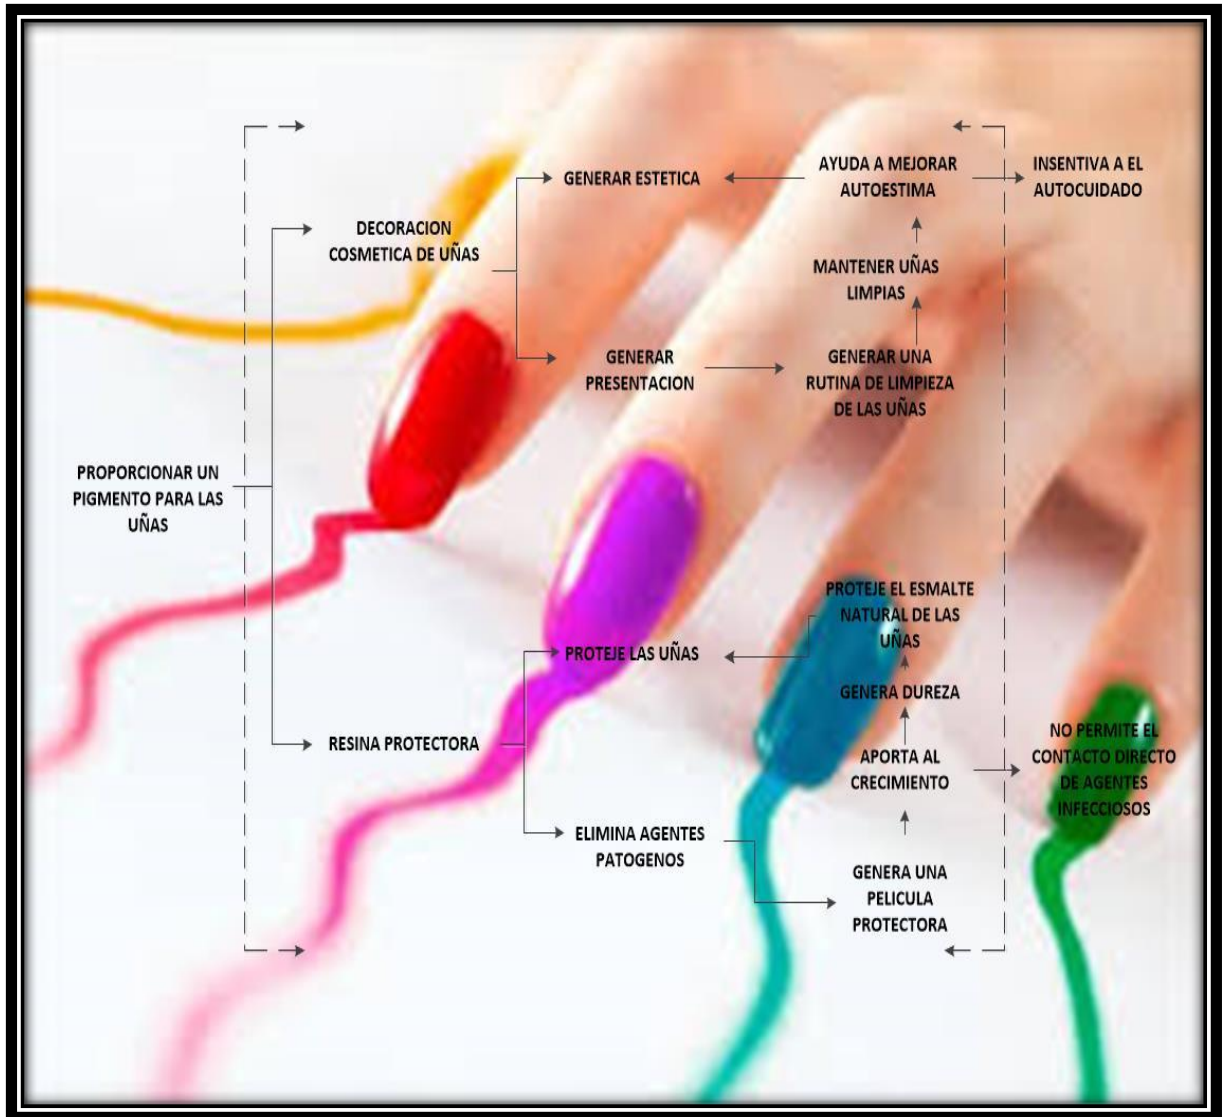 GENERAR ESTETICA
AYUDA A MEJORAR
AUTOESTIMA
INSENTIVA A EL
AUTOCUIDADO
DECORACION
COSMETICA DE UÑAS
MANTENER UÑAS
LIMPIAS
GENERAR
PRESENTACION
GENERAR UNA
RUTINA DE LIMPIEZA
DE LAS UÑAS
PROPORCIONAR UN
PIGMENTO PARA LAS
UÑAS
PROTEJE EL ESMALTE
NATURAL DE LAS
UÑAS
PROTEJE LAS UÑAS
GENERA DUREZA
RESINA PROTECTORA
APORTA AL
CRECIMIENTO
NO PERMITE EL
CONTACTO DIRECTO
DE AGENTES
INFECCIOSOS
ELIMINA AGENTES
PATOGENOS
GENERA UNA
PELICULA
PROTECTORA